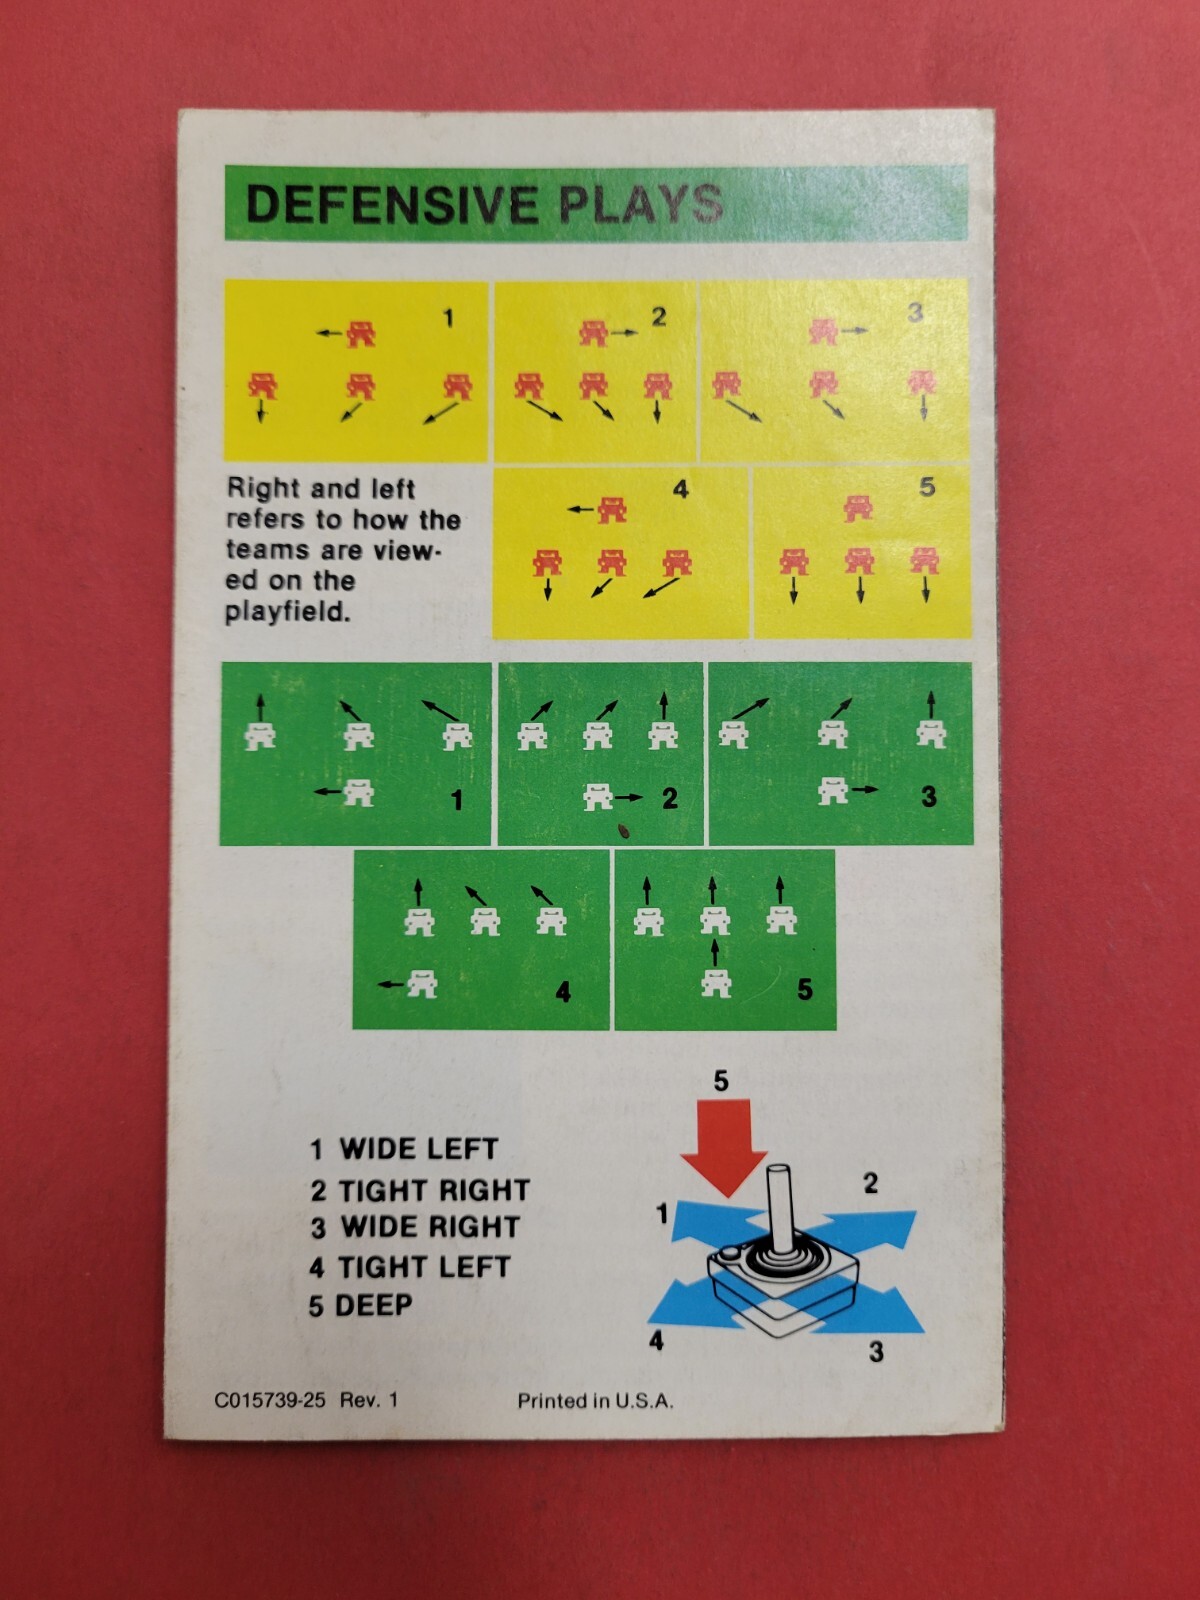 DEFENSIVE PLAYS
1
2
3
Right and left
refers to how the
teams are view-
ed on the
playfield.
4
5
1
2
3
4
5
1 WIDE LEFT
2 TIGHT RIGHT
3 WIDE RIGHT
4 TIGHT LEFT
5 DEEP
5
1
2
4
3
C015739-25 Rev. 1
Printed in U.S.A.